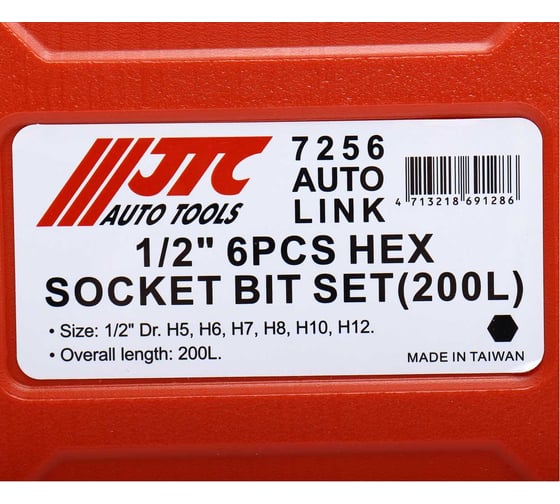 JTC
AUTO TOOLS
7256
AUTO
LINK
4 713218 691286
1/2" 6PCS HEX
SOCKET BIT SET(200L)
• Size: 1/2" Dr. H5, H6, H7, H8, H10, H12.
• Overall length: 200L.
MADE IN TAIWAN